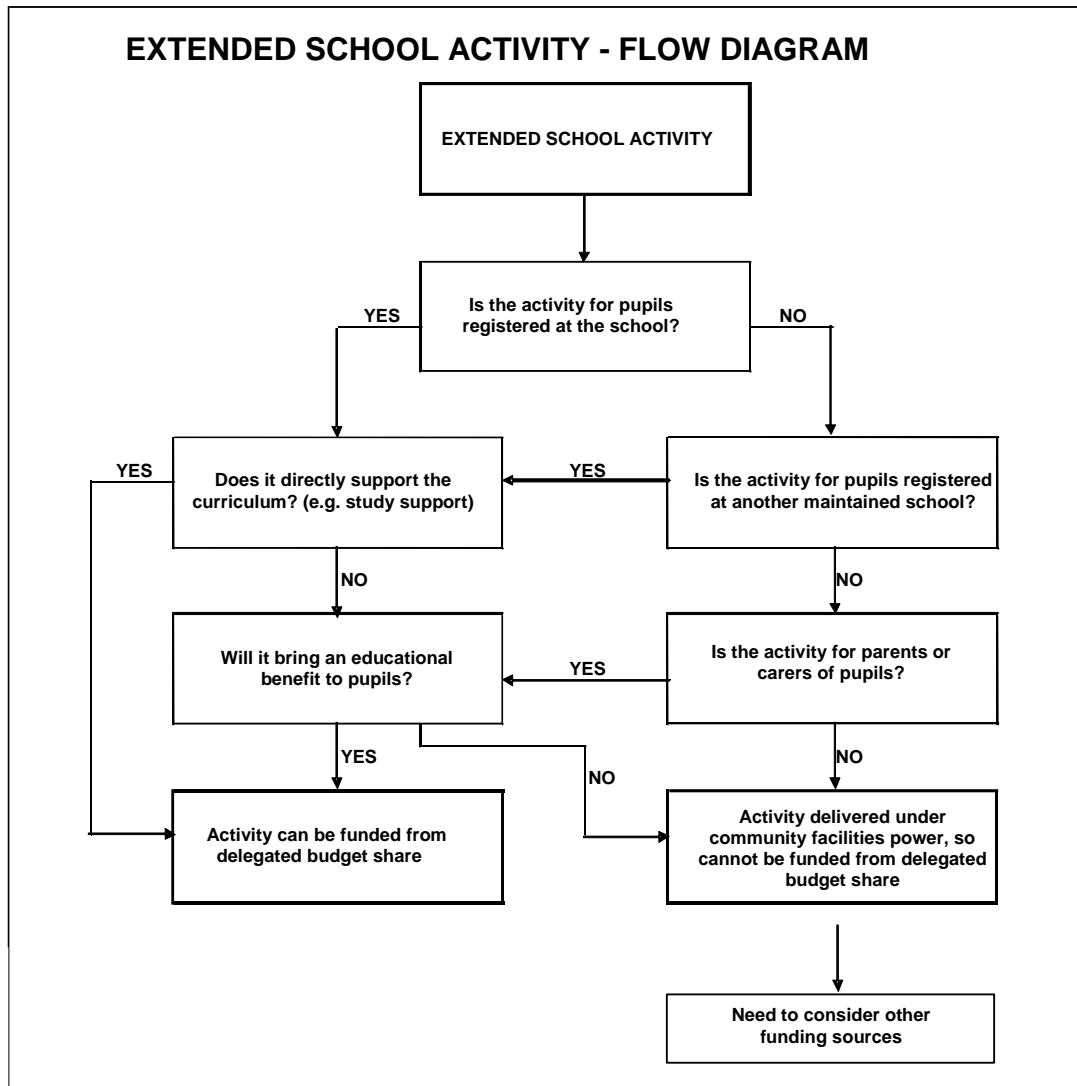 EXTENDED SCHOOL ACTIVITY - FLOW DIAGRAM
EXTENDED SCHOOL ACTIVITY
Is the activity for pupils
registered at the school?
YES
NO
Does it directly support the
curriculum? (e.g. study support)
YES
YES
Is the activity for pupils registered
at another maintained school?
NO
NO
Will it bring an educational
benefit to pupils?
YES
Is the activity for parents or
carers of pupils?
YES
NO
NO
Activity can be funded from
delegated budget share
Activity delivered under
community facilities power, so
cannot be funded from delegated
budget share
Need to consider other
funding sources